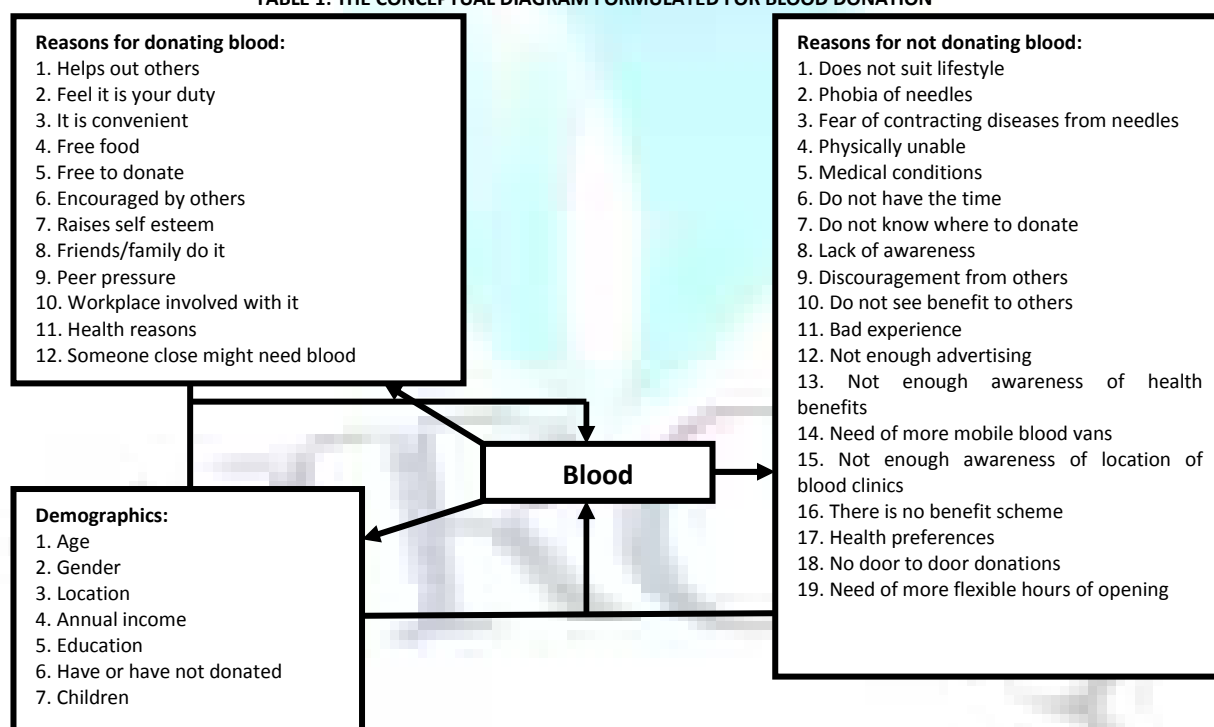 TABLE 1: THE CONCEPTUAL DIAGRAM FORMULATED FOR BLOOD DONATION
Reasons for donating blood:
1. Helps out others
2. Feel it is your duty
3. It is convenient
4. Free food
5. Free to donate
6. Encouraged by others
7. Raises self esteem
8. Friends/family do it
9. Peer pressure
10. Workplace involved with it
11. Health reasons
12. Someone close might need blood
Reasons for not donating blood:
1. Does not suit lifestyle
2. Phobia of needles
3. Fear of contracting diseases from needles
4. Physically unable
5. Medical conditions
6. Do not have the time
7. Do not know where to donate
8. Lack of awareness
9. Discouragement from others
10. Do not see benefit to others
11. Bad experience
12. Not enough advertising
13. Not enough awareness of health
benefits
14. Need of more mobile blood vans
15. Not enough awareness of location of
blood clinics
16. There is no benefit scheme
17. Health preferences
18. No door to door donations
19. Need of more flexible hours of opening
Blood
Demographics:
1. Age
2. Gender
3. Location
4. Annual income
5. Education
6. Have or have not donated
7. Children